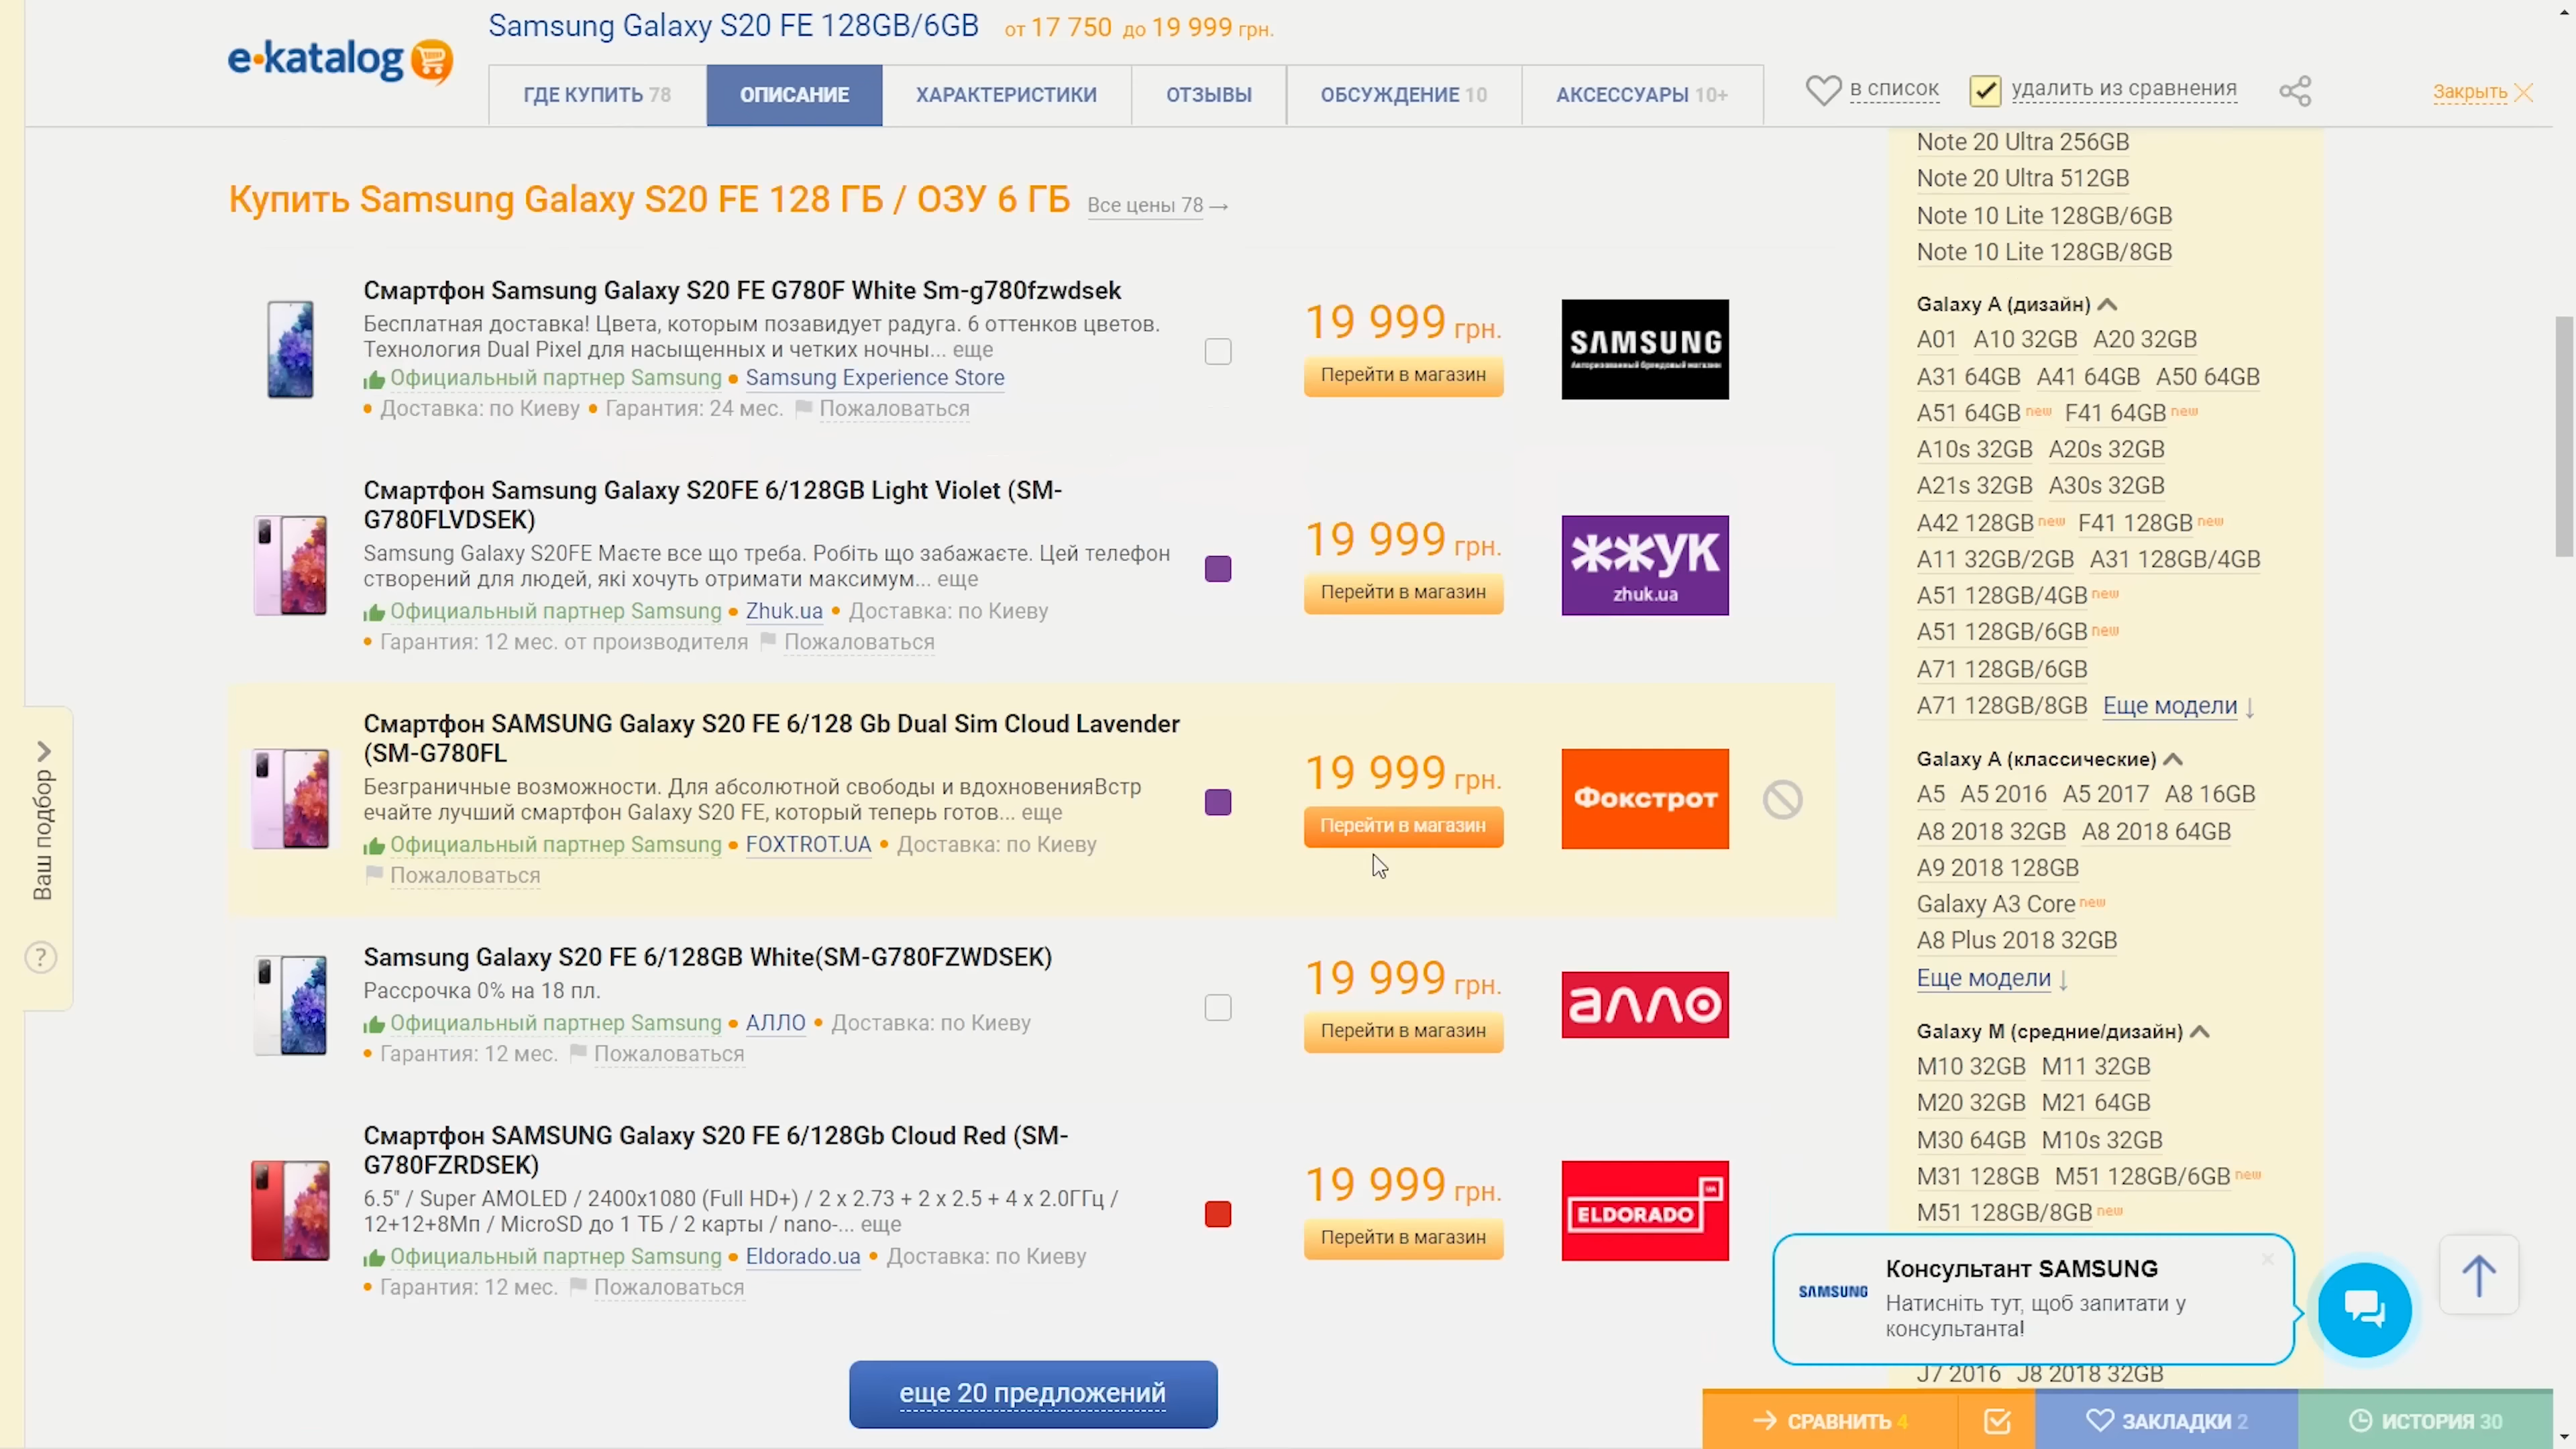 Samsung Galaxy S20 FE 128GB/6GB от 17 750 до 19 999 грн.
e-katalog
ГДЕ КУПИТЬ 78
ОПИСАНИЕ
ХАРАКТЕРИСТИКИ
ОТЗЫВЫ
ОБСУЖДЕНИЕ 10
АКСЕССУАРЫ 10+
в список
удалить из сравнения
Закрыть
Купить Samsung Galaxy S20 FE 128 ГБ / ОЗУ 6 ГБ Все цены 78 →
Смартфон Samsung Galaxy S20 FE G780F White Sm-g780fzwdsek
Бесплатная доставка! Цвета, которым позавидует радуга. 6 оттенков цветов.
Технология Dual Pixel для насыщенных и четких ночны... еще
Официальный партнер Samsung • Samsung Experience Store
• Доставка: по Киеву • Гарантия: 24 мес. Пожаловаться
19 999 грн.
Перейти в магазин
SAMSUNG
Авторизованный брендовый магазин
Смартфон Samsung Galaxy S20FE 6/128GB Light Violet (SM-
G780FLVDSEK)
Samsung Galaxy S20FE Маєте все що треба. Робіть що забажаєте. Цей телефон
створений для людей, які хочуть отримати максимум... еще
Официальный партнер Samsung • Zhuk.ua • Доставка: по Киеву
• Гарантия: 12 мес. от производителя Пожаловаться
19 999 грн.
Перейти в магазин
ЖЖУК
zhuk.ua
Смартфон SAMSUNG Galaxy S20 FE 6/128 Gb Dual Sim Cloud Lavender
(SM-G780FL
Безграничные возможности. Для абсолютной свободы и вдохновенияВстр
ечайте лучший смартфон Galaxy S20 FE, который теперь готов... еще
Официальный партнер Samsung • FOXTROT.UA • Доставка: по Киеву
Пожаловаться
19 999 грн.
Перейти в магазин
Фокстрот
Samsung Galaxy S20 FE 6/128GB White(SM-G780FZWDSEK)
Рассрочка 0% на 18 пл.
Официальный партнер Samsung • АЛЛО • Доставка: по Киеву
• Гарантия: 12 мес. Пожаловаться
19 999 грн.
Перейти в магазин
алло
Смартфон SAMSUNG Galaxy S20 FE 6/128Gb Cloud Red (SM-
G780FZRDSEK)
6.5" / Super AMOLED / 2400x1080 (Full HD+) / 2 x 2.73 + 2 x 2.5 + 4 x 2.0ГГц /
12+12+8Мп / MicroSD до 1 ТБ / 2 карты / nano-... еще
Официальный партнер Samsung • Eldorado.ua • Доставка: по Киеву
• Гарантия: 12 мес. Пожаловаться
19 999 грн.
Перейти в магазин
ELDORADO
UA
еще 20 предложений
Ваш подбор
?
Note 20 Ultra 256GB
Note 20 Ultra 512GB
Note 10 Lite 128GB/6GB
Note 10 Lite 128GB/8GB
Galaxy A (дизайн)
A01 A10 32GB A20 32GB
A31 64GB A41 64GB A50 64GB
A51 64GB new F41 64GB new
A10s 32GB A20s 32GB
A21s 32GB A30s 32GB
A42 128GB new F41 128GB new
A11 32GB/2GB A31 128GB/4GB
A51 128GB/4GB new
A51 128GB/6GB new
A71 128GB/6GB
A71 128GB/8GB Еще модели ↓
Galaxy A (классические)
A5 A5 2016 A5 2017 A8 16GB
A8 2018 32GB A8 2018 64GB
A9 2018 128GB
Galaxy A3 Core new
A8 Plus 2018 32GB
Еще модели ↓
Galaxy M (средние/дизайн)
M10 32GB M11 32GB
M20 32GB M21 64GB
M30 64GB M10s 32GB
M31 128GB M51 128GB/6GB new
M51 128GB/8GB new
SAMSUNG
Консультант SAMSUNG
Натисніть тут, щоб запитати у
консультанта!
J7 2016 J8 2018 32GB
СРАВНИТЬ 4
ЗАКЛАДКИ 2
ИСТОРИЯ 30